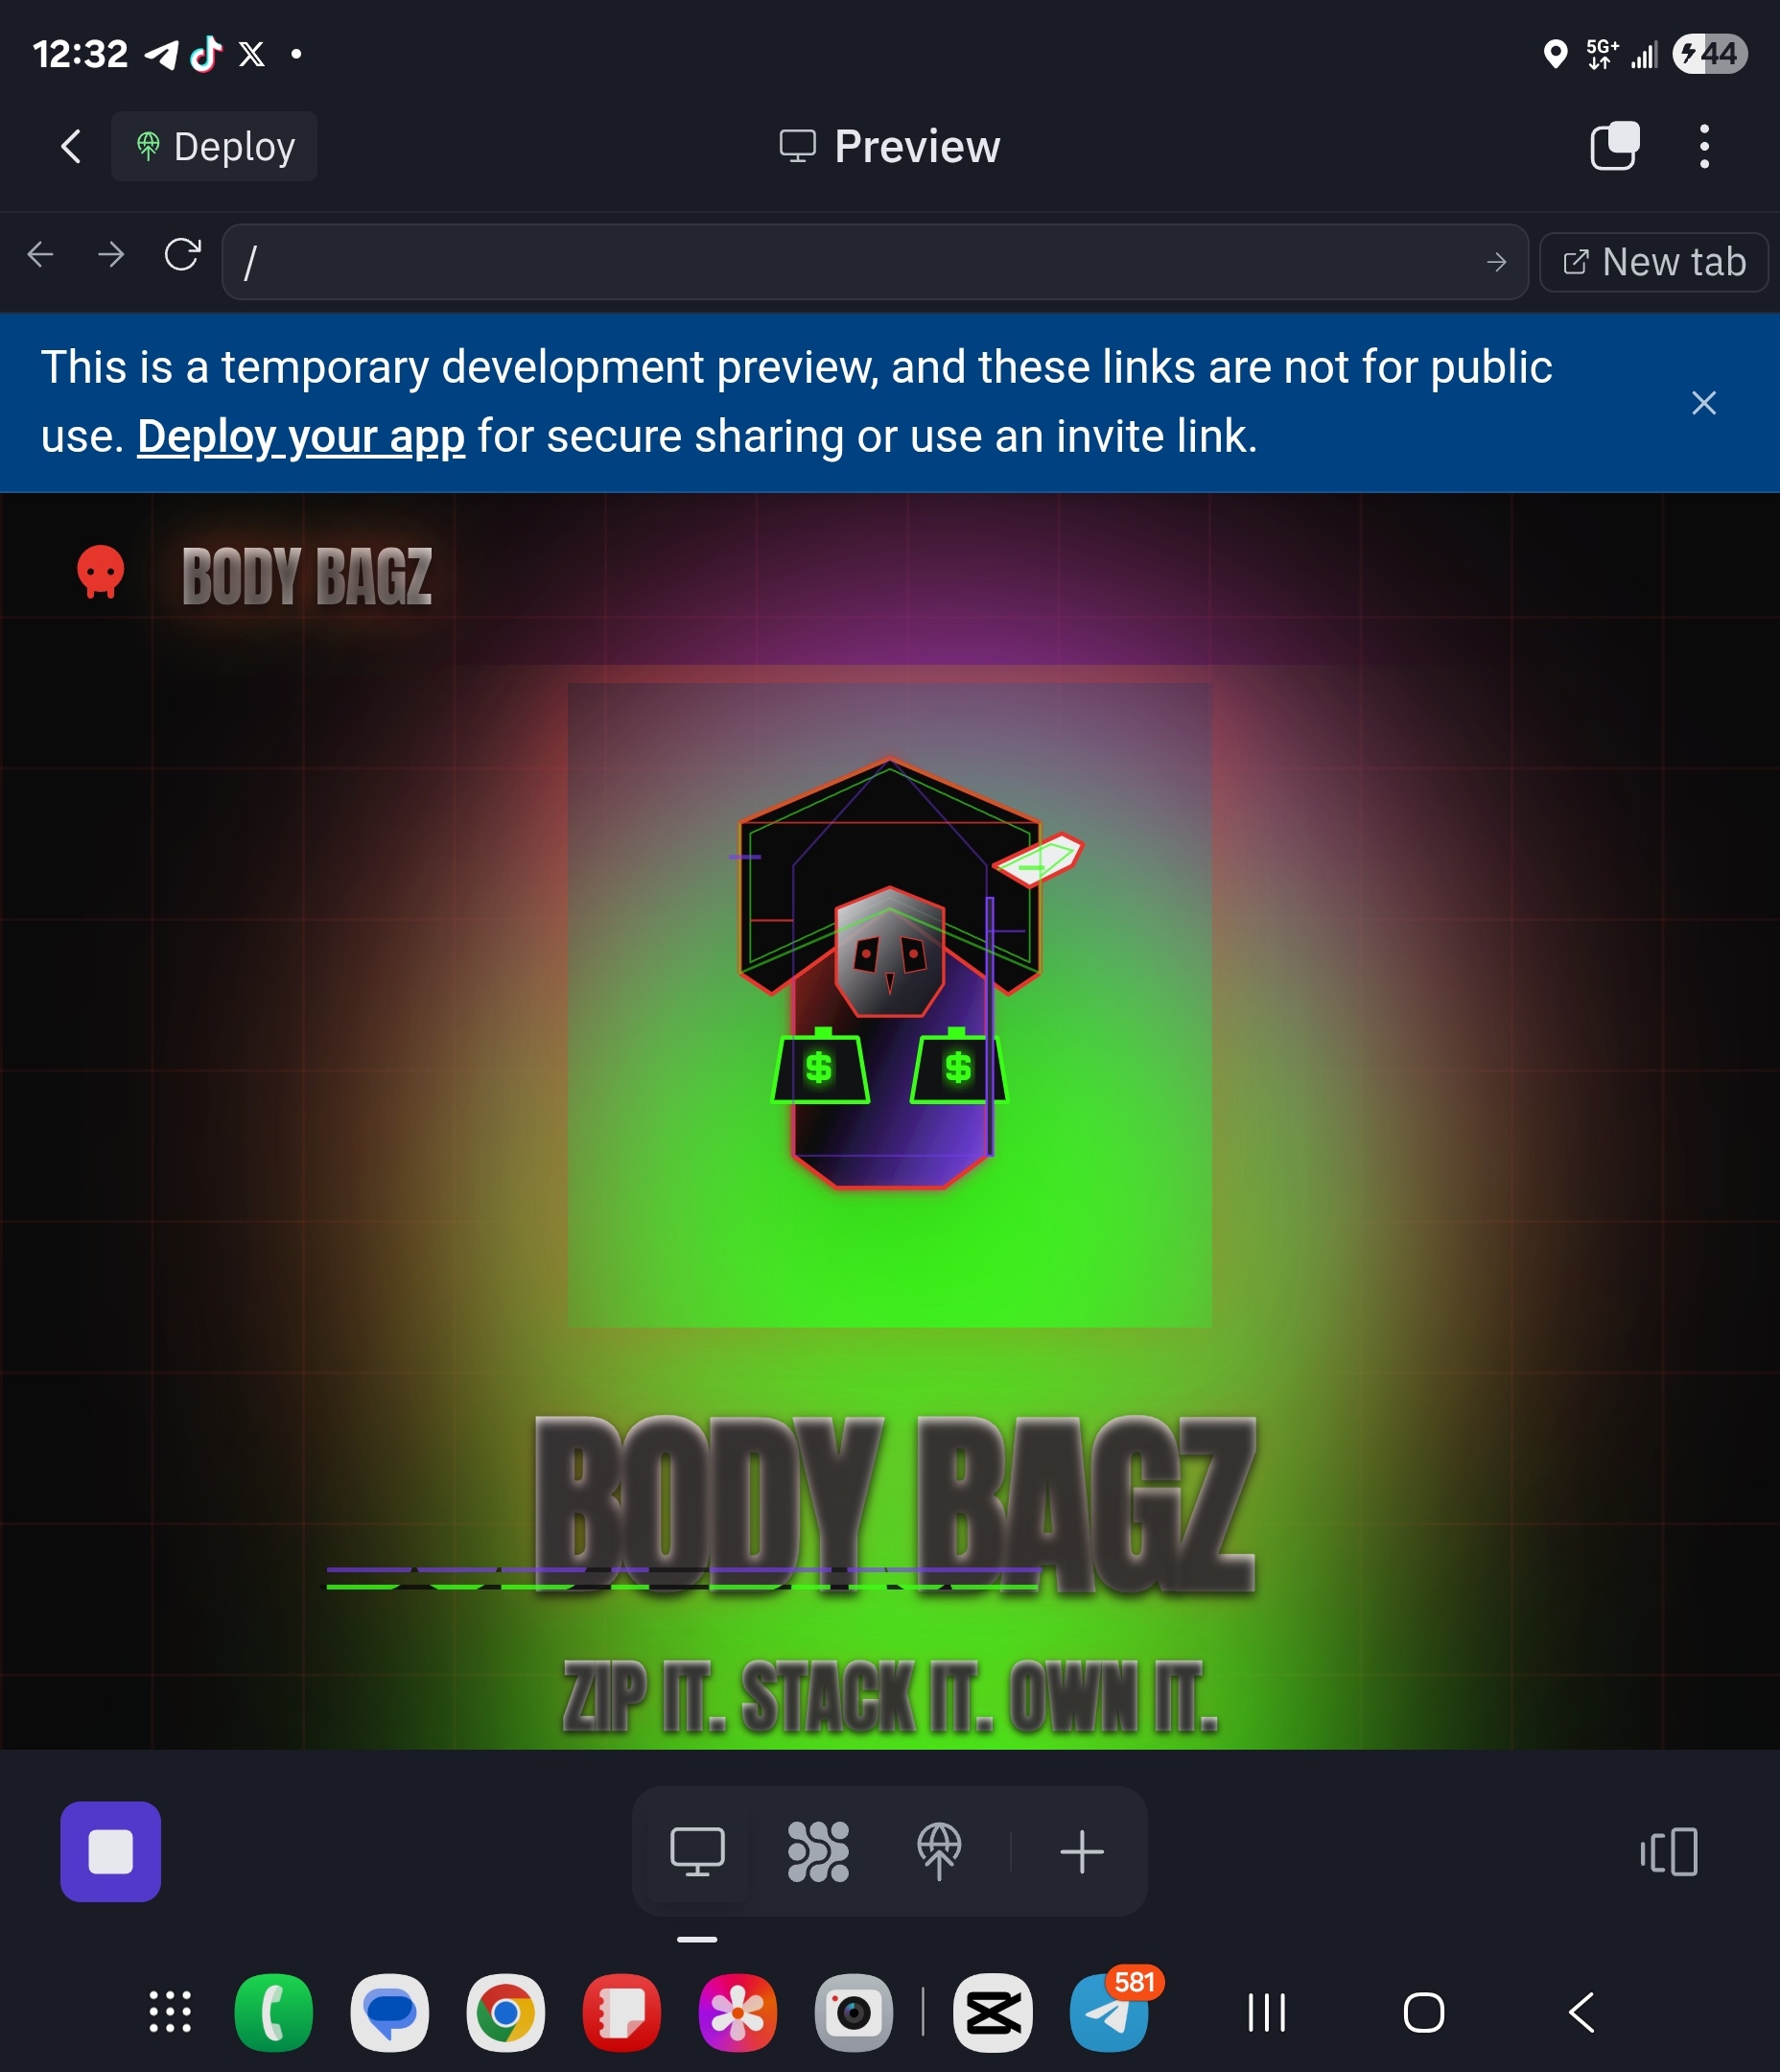 12:32
5G+
44
Deploy
Preview
/
New tab
This is a temporary development preview, and these links are not for public
use. Deploy your app for secure sharing or use an invite link.
BODY BAGZ
$ $
BODY BAGZ
ZIP IT. STACK IT. OWN IT.
581